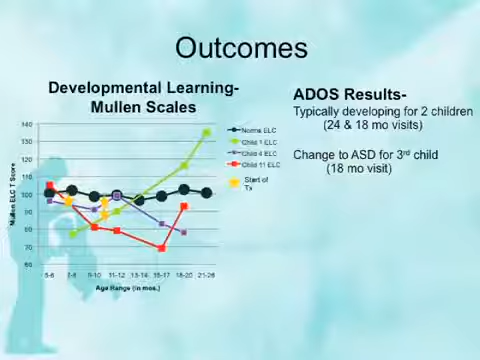 Outcomes
Developmental Learning-
Mullen Scales
ADOS Results-
Typically developing for 2 children
(24 & 18 mo visits)
Change to ASD for 3rd child
(18 mo visit)
Mullen ELC T Score
140
130
120
110
100
90
80
70
60
5-6
7-8
9-10
11-12
13-14
16-17
18-20
21-26
Age Range (in mos.)
Norms ELC
Child 1 ELC
Child 4 ELC
Child 11 ELC
Start of
Tx